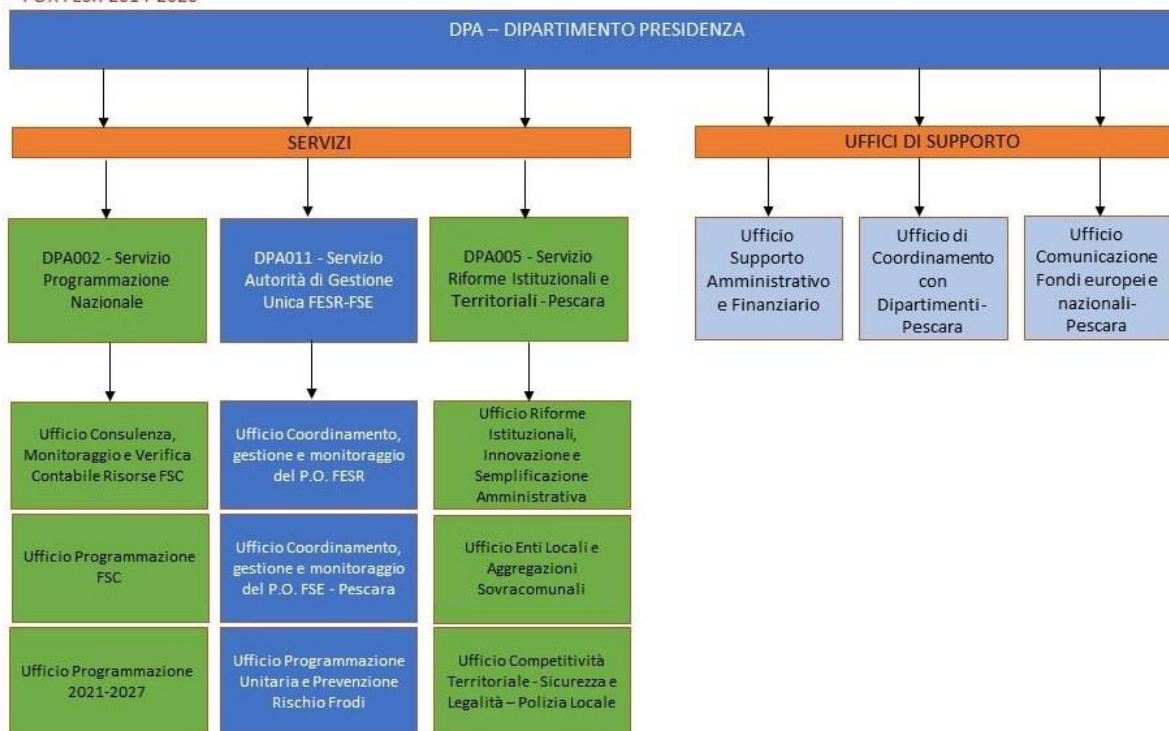 POR FESR 2014-2020
DPA – DIPARTIMENTO PRESIDENZA
SERVIZI
UFFICI DI SUPPORTO
DPA002 - Servizio
Programmazione
Nazionale
DPA011 - Servizio
Autorità di Gestione
Unica FESR-FSE
DPA005 - Servizio
Riforme Istituzionali e
Territoriali - Pescara
Ufficio
Supporto
Amministrativo
e Finanziario
Ufficio di
Coordinamento
con
Dipartimenti-
Pescara
Ufficio
Comunicazione
Fondi europei e
nazionali-
Pescara
Ufficio Consulenza,
Monitoraggio e Verifica
Contabile Risorse FSC
Ufficio Coordinamento,
gestione e monitoraggio
del P.O. FESR
Ufficio Riforme
Istituzionali,
Innovazione e
Semplificazione
Amministrativa
Ufficio Programmazione
FSC
Ufficio Coordinamento,
gestione e monitoraggio
del P.O. FSE - Pescara
Ufficio Enti Locali e
Aggregazioni
Sovracomunali
Ufficio Programmazione
2021-2027
Ufficio Programmazione
Unitaria e Prevenzione
Rischio Frodi
Ufficio Competitività
Territoriale - Sicurezza e
Legalità – Polizia Locale